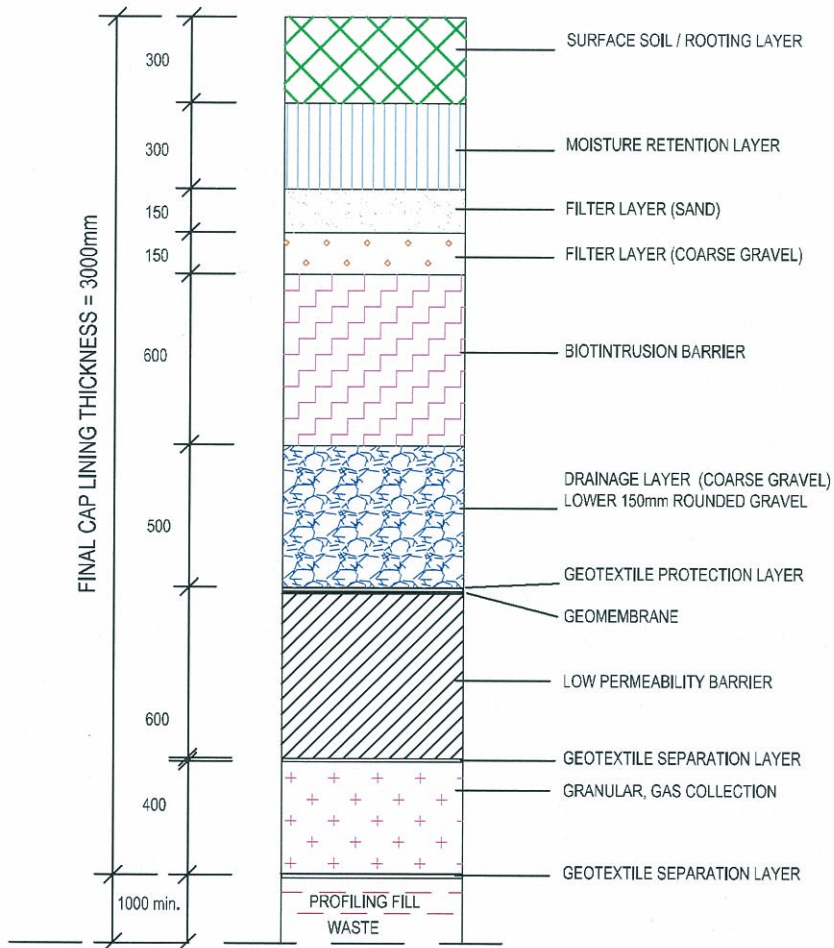 SURFACE SOIL / ROOTING LAYER
300
MOISTURE RETENTION LAYER
300
FILTER LAYER (SAND)
150
FILTER LAYER (COARSE GRAVEL)
150
BIOTINTRUSION BARRIER
600
FINAL CAP LINING THICKNESS = 3000mm
DRAINAGE LAYER (COARSE GRAVEL)
LOWER 150mm ROUNDED GRAVEL
500
GEOTEXTILE PROTECTION LAYER
GEOMEMBRANE
LOW PERMEABILITY BARRIER
600
GEOTEXTILE SEPARATION LAYER
GRANULAR, GAS COLLECTION
400
GEOTEXTILE SEPARATION LAYER
1000 min.
PROFILING FILL
WASTE